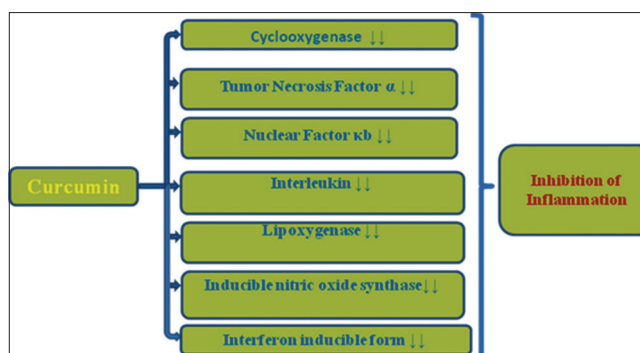 Curcumin
Cyclooxygenase ↓↓
Tumor Necrosis Factor α ↓↓
Nuclear Factor κb ↓↓
Interleukin ↓↓
Lipoxygenase ↓↓
Inducible nitric oxide synthase↓↓
Interferon inducible form ↓↓
Inhibition of
Inflammation